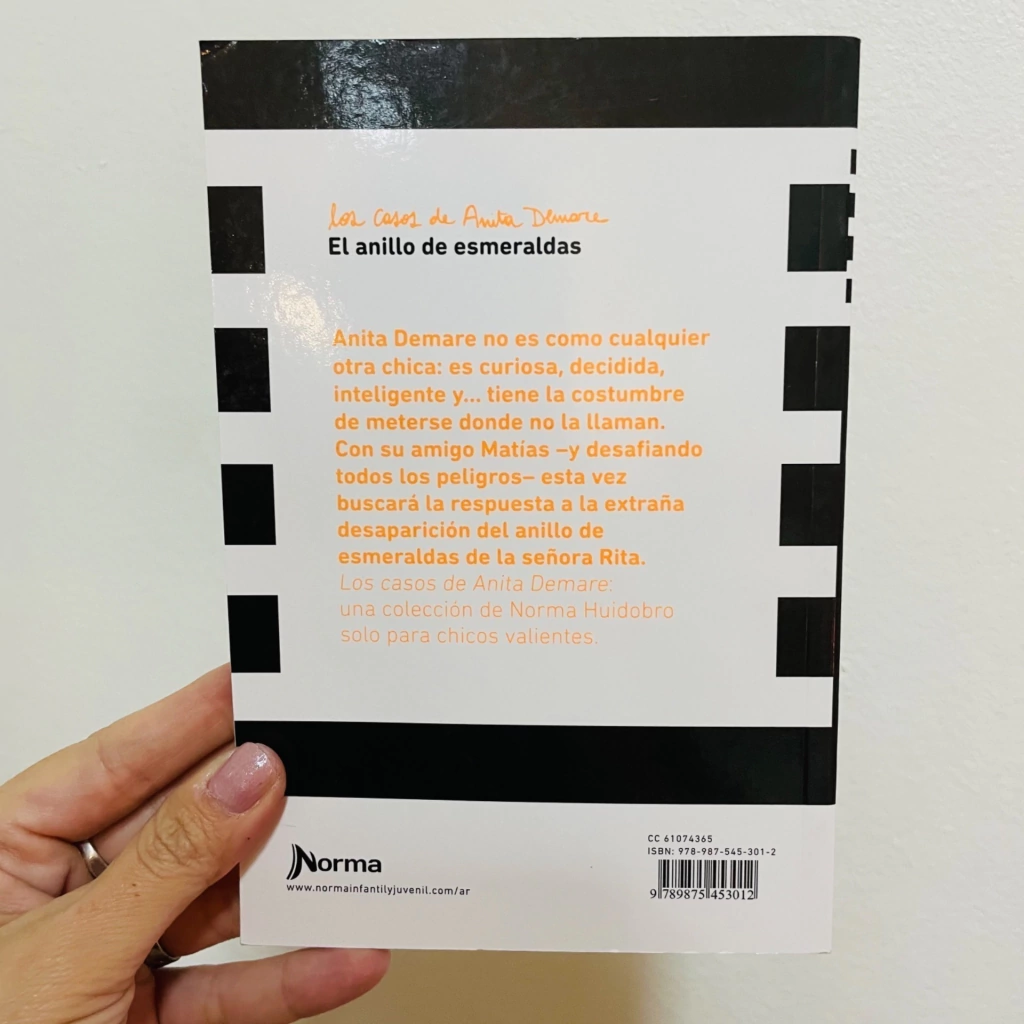 los casos de Anita Demare
El anillo de esmeraldas
Anita Demare no es como cualquier
otra chica: es curiosa, decidida,
inteligente y... tiene la costumbre
de meterse donde no la llaman.
Con su amigo Matías –y desafiando
todos los peligros– esta vez
buscará la respuesta a la extraña
desaparición del anillo de
esmeraldas de la señora Rita.
Los casos de Anita Demare:
una colección de Norma Huidobro
solo para chicos valientes.
Norma
www.normainfantilyjuvenil.com/ar
CC 61074365
ISBN: 978-987-545-301-2
9 789875 453012